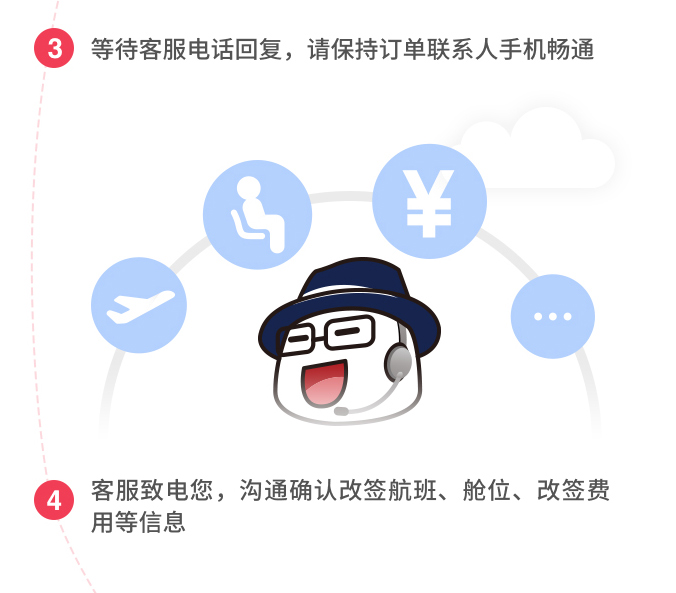 3 等待客服电话回复，请保持订单联系人手机畅通
¥
4 客服致电您，沟通确认改签航班、舱位、改签费
用等信息